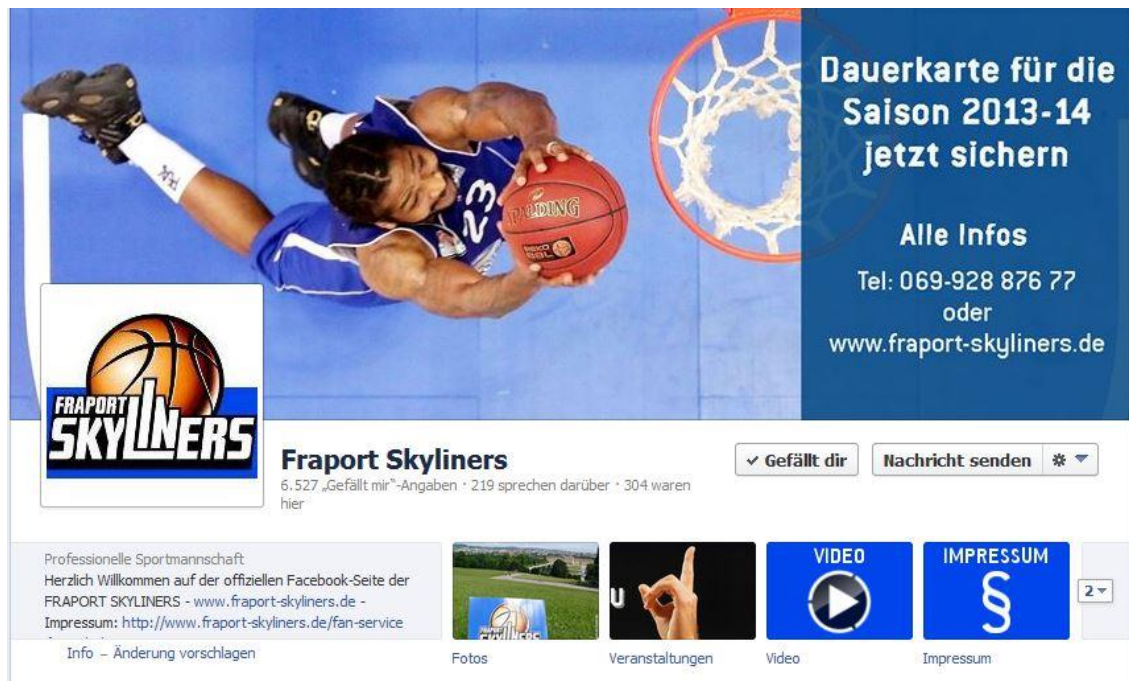 Dauerkarte für die
Saison 2013-14
jetzt sichern
Alle Infos
Tel: 069-928 876 77
oder
www.fraport-skyliners.de
23
SPALDING
BEKO
BBL
FRAPORT
SKYLINERS
Fraport Skyliners
6.527 „Gefällt mir“-Angaben · 219 sprechen darüber · 304 waren
hier
✓ Gefällt dir
Nachricht senden
Professionelle Sportmannschaft
Herzlich Willkommen auf der offiziellen Facebook-Seite der
FRAPORT SKYLINERS - www.fraport-skyliners.de -
Impressum: http://www.fraport-skyliners.de/fan-service
Info – Änderung vorschlagen
SKYLINERS
Fotos
U
Veranstaltungen
VIDEO
Video
IMPRESSUM
§
Impressum
2